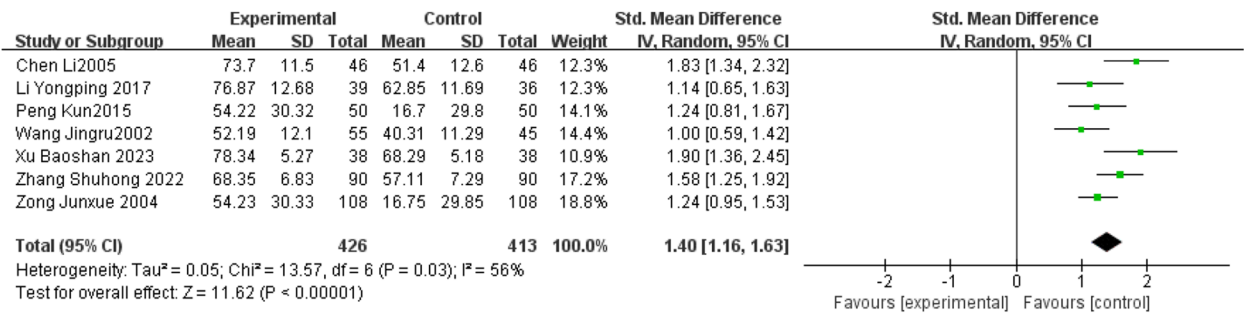 Experimental Control Std. Mean Difference Std. Mean Difference
Study or Subgroup Mean SD Total Mean SD Total Weight IV, Random, 95% CI IV, Random, 95% CI
Chen Li2005 73.7 11.5 46 51.4 12.6 46 12.3% 1.83 [1.34, 2.32]
Li Yongping 2017 76.87 12.68 39 62.85 11.69 36 12.3% 1.14 [0.65, 1.63]
Peng Kun2015 54.22 30.32 50 16.7 29.8 50 14.1% 1.24 [0.81, 1.67]
Wang Jingru2002 52.19 12.1 55 40.31 11.29 45 14.4% 1.00 [0.59, 1.42]
Xu Baoshan 2023 78.34 5.27 38 68.29 5.18 38 10.9% 1.90 [1.36, 2.45]
Zhang Shuhong 2022 68.35 6.83 90 57.11 7.29 90 17.2% 1.58 [1.25, 1.92]
Zong Junxue 2004 54.23 30.33 108 16.75 29.85 108 18.8% 1.24 [0.95, 1.53]
Total (95% CI) 426 413 100.0% 1.40 [1.16, 1.63]
Heterogeneity: Tau² = 0.05; Chi² = 13.57, df = 6 (P = 0.03); I² = 56%
Test for overall effect: Z = 11.62 (P < 0.00001)
-2 -1 0 1 2
Favours [experimental] Favours [control]